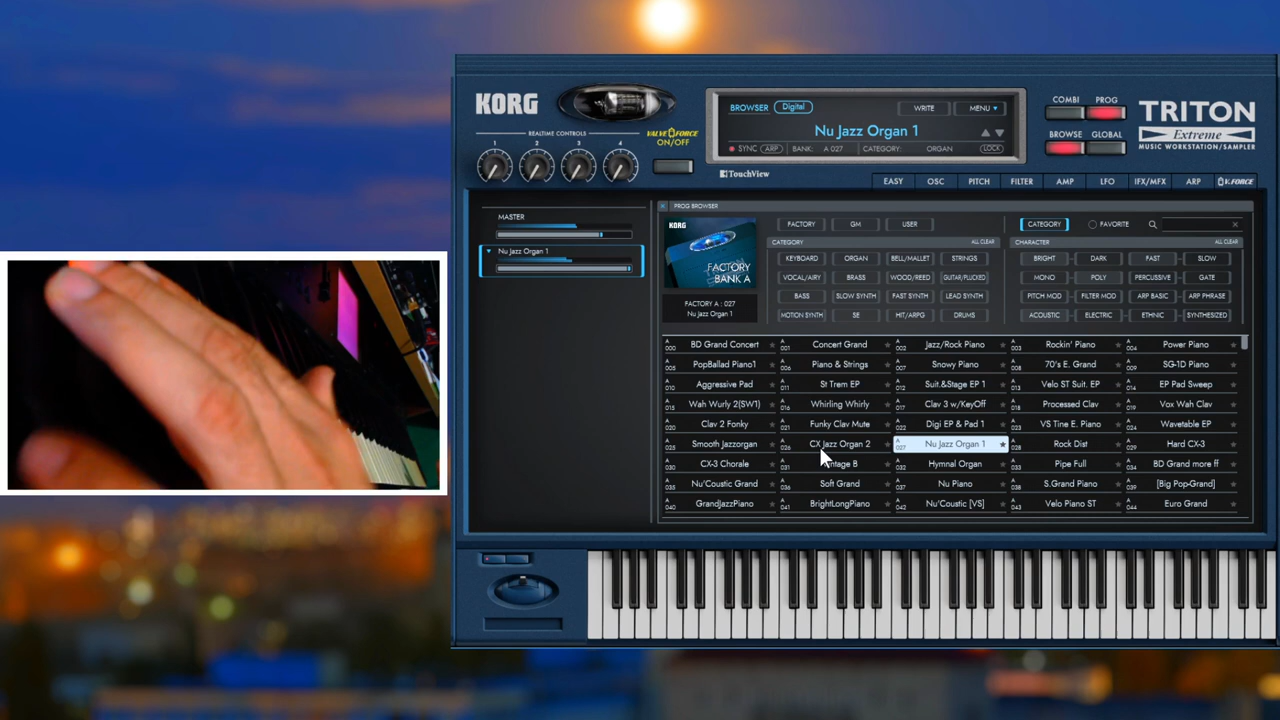 KORG
REALTIME CONTROLS
1 2 3 4
VALVE FORCE
ON/OFF
BROWSER Digital WRITE MENU
Nu Jazz Organ 1
SYNC ARP BANK: A 027 CATEGORY: ORGAN LOCK
TouchView
COMBI PROG
BROWSE GLOBAL
TRITON
Extreme
MUSIC WORKSTATION/SAMPLER
EASY OSC PITCH FILTER AMP LFO IFX/MFX ARP V.FORCE
MASTER
Nu Jazz Organ 1
PROG BROWSER
KORG
FACTORY
BANK A
FACTORY A : 027
Nu Jazz Organ 1
FACTORY GM USER CATEGORY FAVORITE
CATEGORY ALL CLEAR CHARACTER ALL CLEAR
KEYBOARD ORGAN BELL/MALLET STRINGS BRIGHT DARK FAST SLOW
VOCAL/AIRY BRASS WOOD/REED GUITAR/PLUCKED MONO POLY PERCUSSIVE GATE
BASS SLOW SYNTH FAST SYNTH LEAD SYNTH PITCH MOD FILTER MOD ARP BASIC ARP PHRASE
MOTION SYNTH SE HIT/ARPG DRUMS ACOUSTIC ELECTRIC ETHNIC SYNTHESIZED
A 000 BD Grand Concert A 001 Concert Grand A 002 Jazz/Rock Piano A 003 Rockin' Piano A 004 Power Piano
A 005 PopBallad Piano1 A 006 Piano & Strings A 007 Snowy Piano A 008 70's E. Grand A 009 SG-1D Piano
A 010 Aggressive Pad A 011 St Trem EP A 012 Suit.&Stage EP 1 A 013 Velo ST Suit. EP A 014 EP Pad Sweep
A 015 Wah Wurly 2(SW1) A 016 Whirling Whirly A 017 Clav 3 w/KeyOff A 018 Processed Clav A 019 Vox Wah Clav
A 020 Clav 2 Fonky A 021 Funky Clav Mute A 022 Digi EP & Pad 1 A 023 VS Tine E. Piano A 024 Wavetable EP
A 025 Smooth Jazzorgan A 026 CX Jazz Organ 2 A 027 Nu Jazz Organ 1 A 028 Rock Dist A 029 Hard CX-3
A 030 CX-3 Chorale A 031 ntage B A 032 Hymnal Organ A 033 Pipe Full A 034 BD Grand more ff
A 035 Nu'Coustic Grand A 036 Soft Grand A 037 Nu Piano A 038 S.Grand Piano A 039 [Big Pop-Grand]
A 040 GrandJazzPiano A 041 BrightLongPiano A 042 Nu'Coustic [VS] A 043 Velo Piano ST A 044 Euro Grand